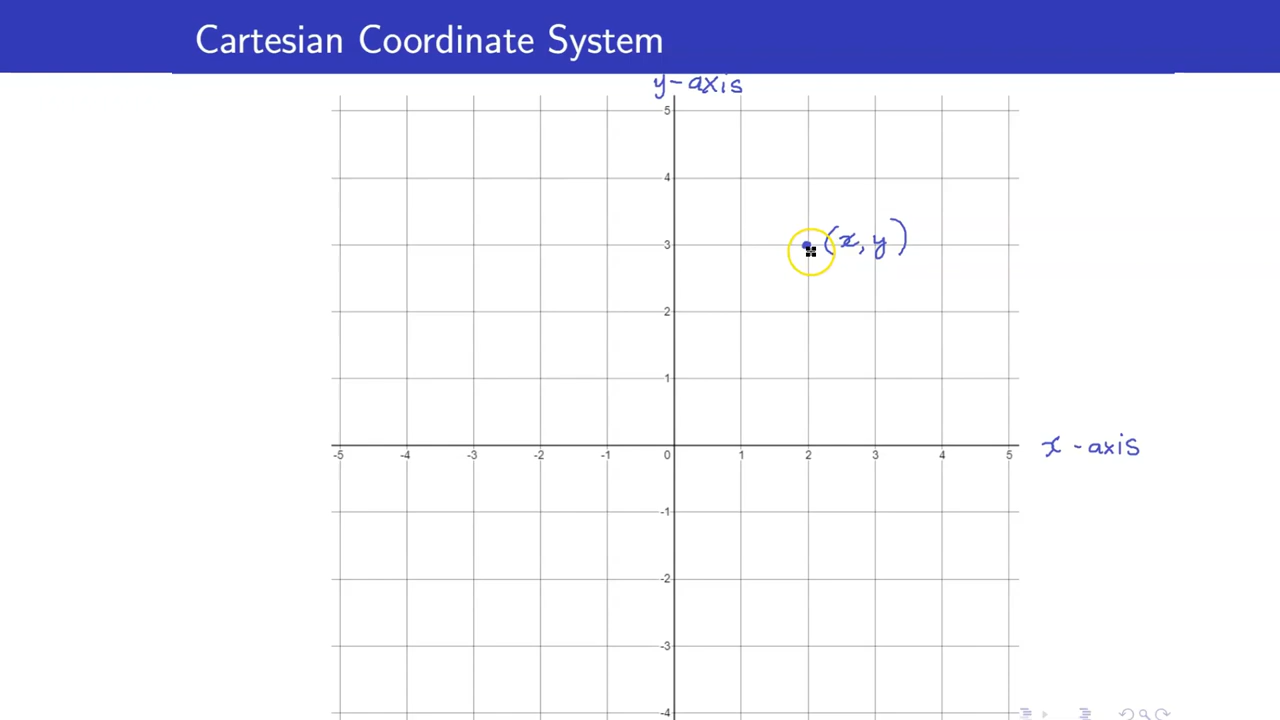 Cartesian Coordinate System
y-axis
5
4
(x, y)
3
2
1
x-axis
-5 -4 -3 -2 -1 0 1 2 3 4 5
-1
-2
-3
-4